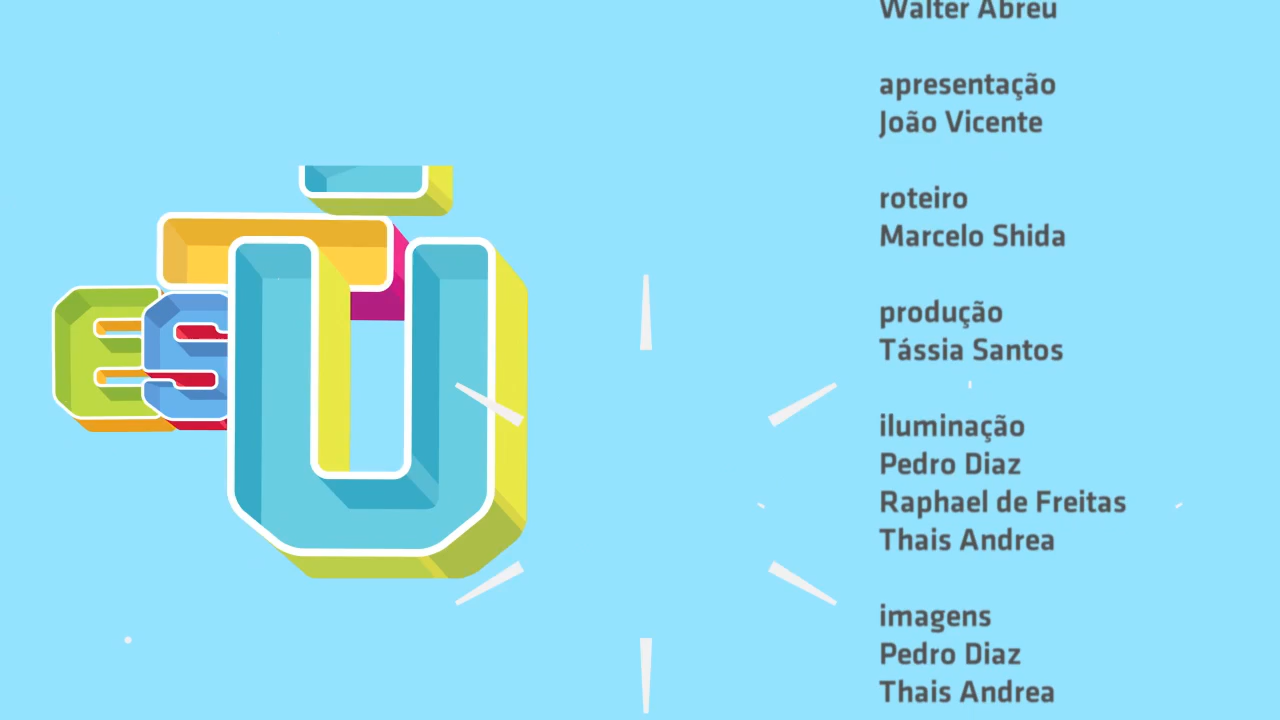 E S T Ú
Walter Abreu
apresentação
João Vicente
roteiro
Marcelo Shida
produção
Tássia Santos
iluminação
Pedro Diaz
Raphael de Freitas
Thais Andrea
imagens
Pedro Diaz
Thais Andrea